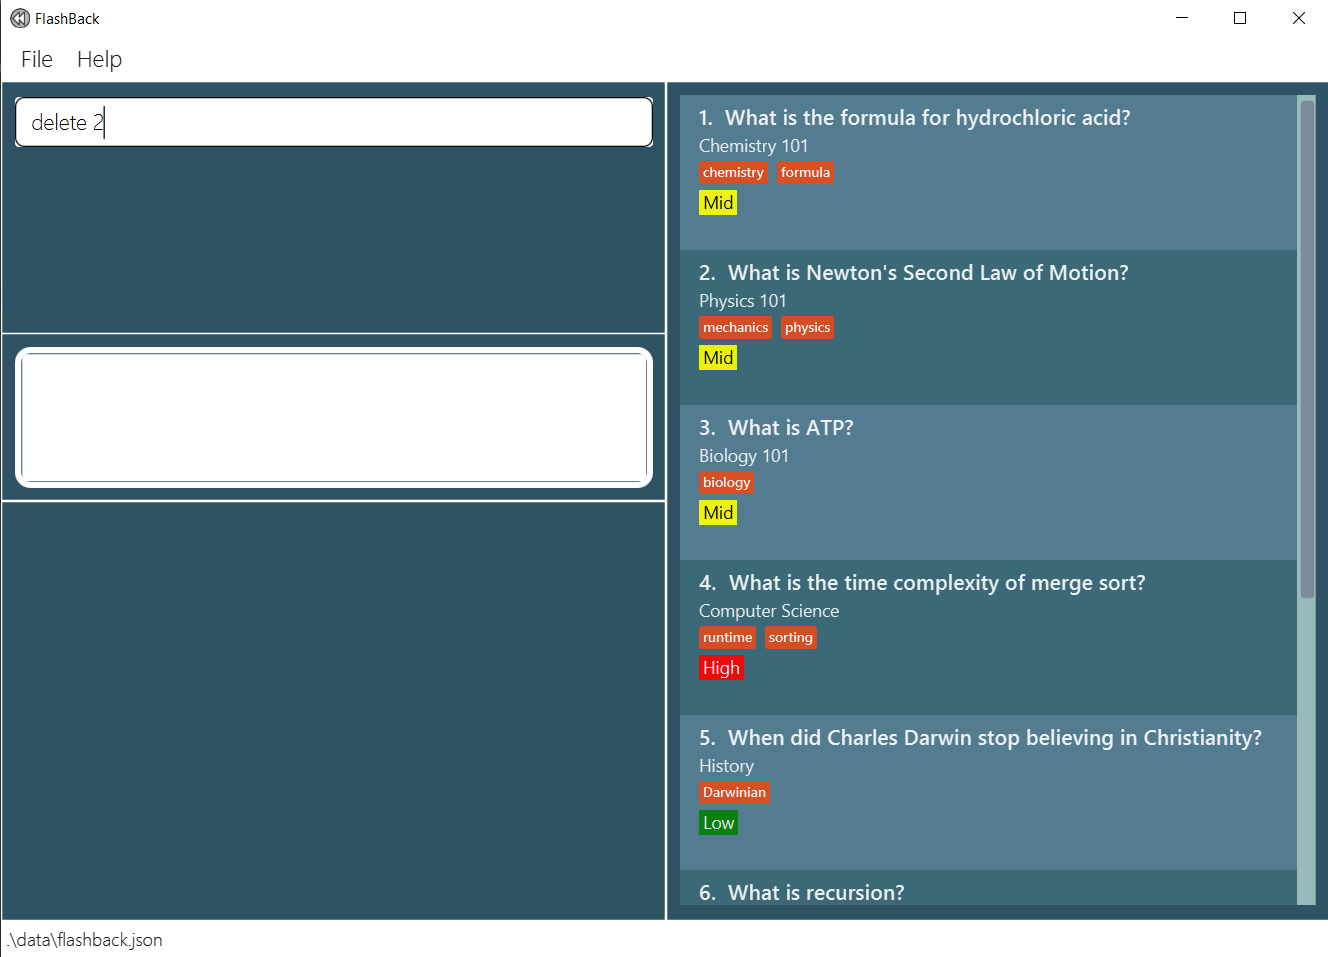 FlashBack
File Help
delete 2
1. What is the formula for hydrochloric acid?
Chemistry 101
chemistry formula
Mid
2. What is Newton's Second Law of Motion?
Physics 101
mechanics physics
Mid
3. What is ATP?
Biology 101
biology
Mid
4. What is the time complexity of merge sort?
Computer Science
runtime sorting
High
5. When did Charles Darwin stop believing in Christianity?
History
Darwinian
Low
6. What is recursion?
.\data\flashback.json